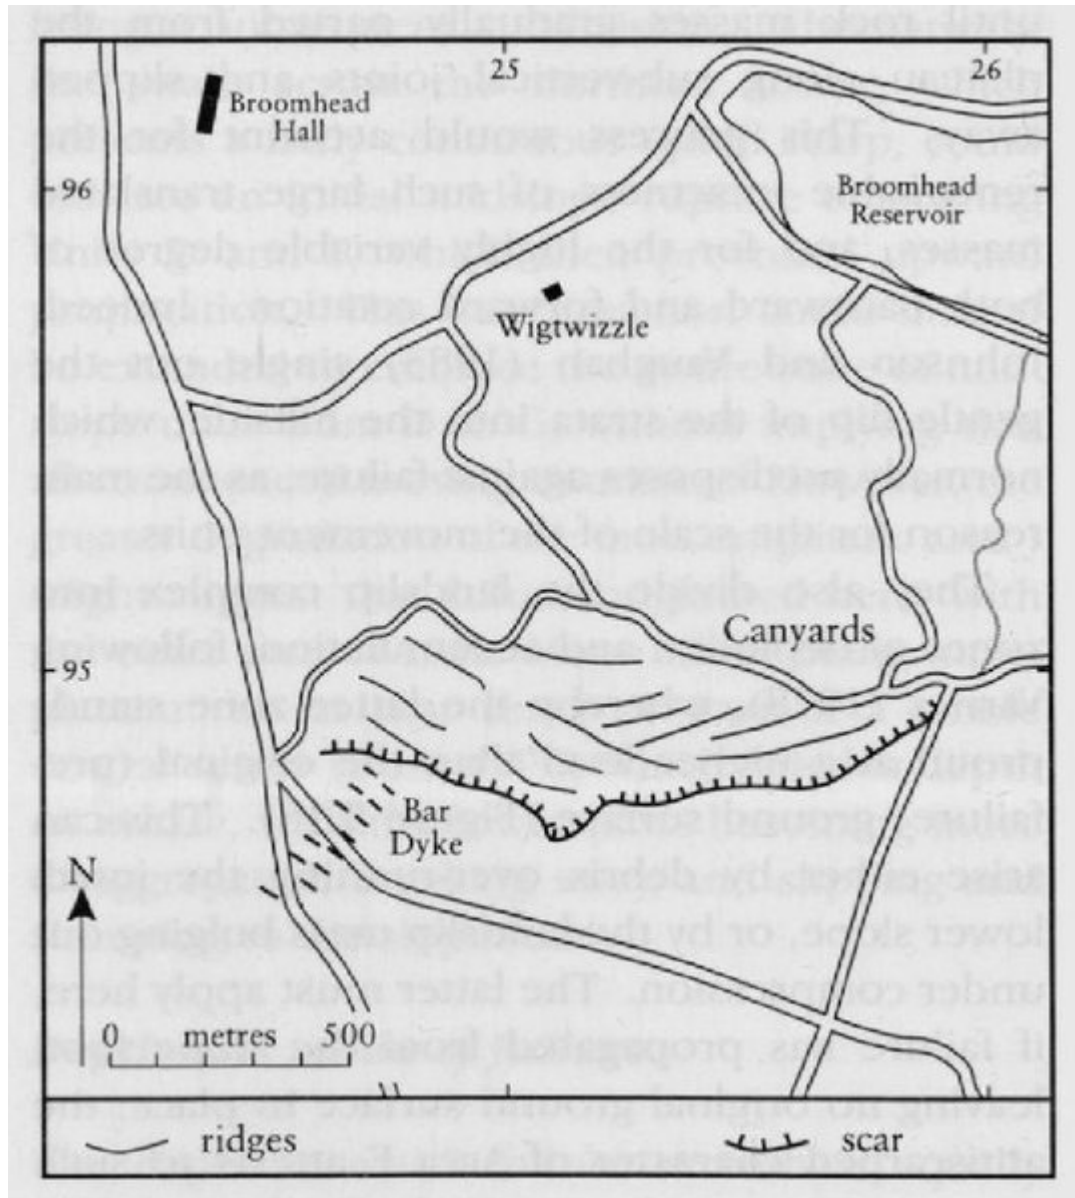 25
26
Broomhead
Hall
96
Broomhead
Reservoir
Wigtwizzle
Canyards
95
Bar
Dyke
N
0 metres 500
ridges
scar